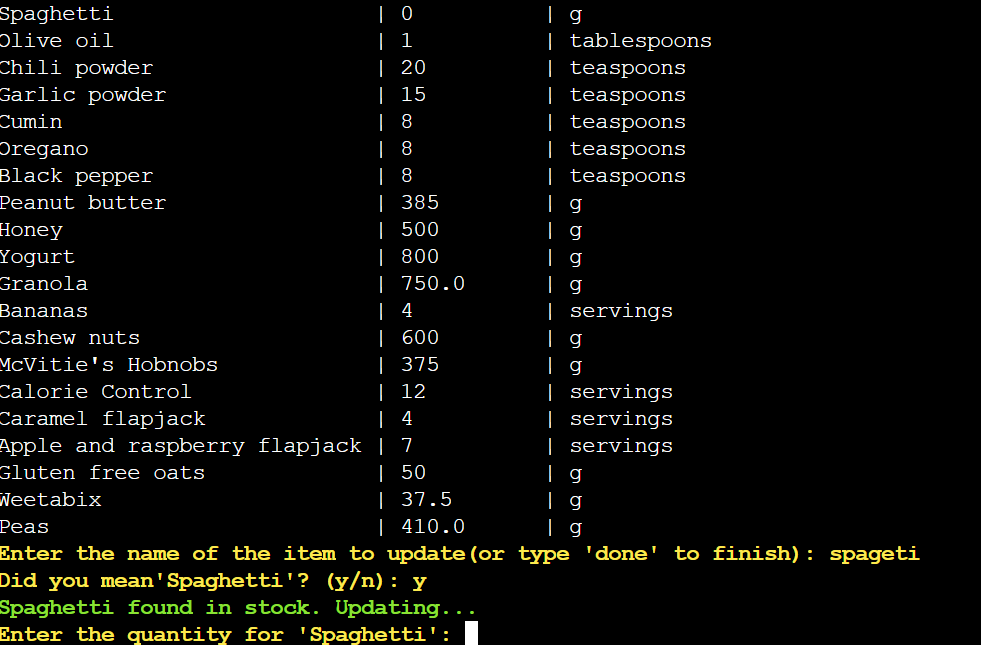 Spaghetti | 0 | g
Olive oil | 1 | tablespoons
Chili powder | 20 | teaspoons
Garlic powder | 15 | teaspoons
Cumin | 8 | teaspoons
Oregano | 8 | teaspoons
Black pepper | 8 | teaspoons
Peanut butter | 385 | g
Honey | 500 | g
Yogurt | 800 | g
Granola | 750.0 | g
Bananas | 4 | servings
Cashew nuts | 600 | g
McVitie's Hobnobs | 375 | g
Calorie Control | 12 | servings
Caramel flapjack | 4 | servings
Apple and raspberry flapjack | 7 | servings
Gluten free oats | 50 | g
Weetabix | 37.5 | g
Peas | 410.0 | g
Enter the name of the item to update(or type 'done' to finish): spageti
Did you mean'Spaghetti'? (y/n): y
Spaghetti found in stock. Updating...
Enter the quantity for 'Spaghetti':